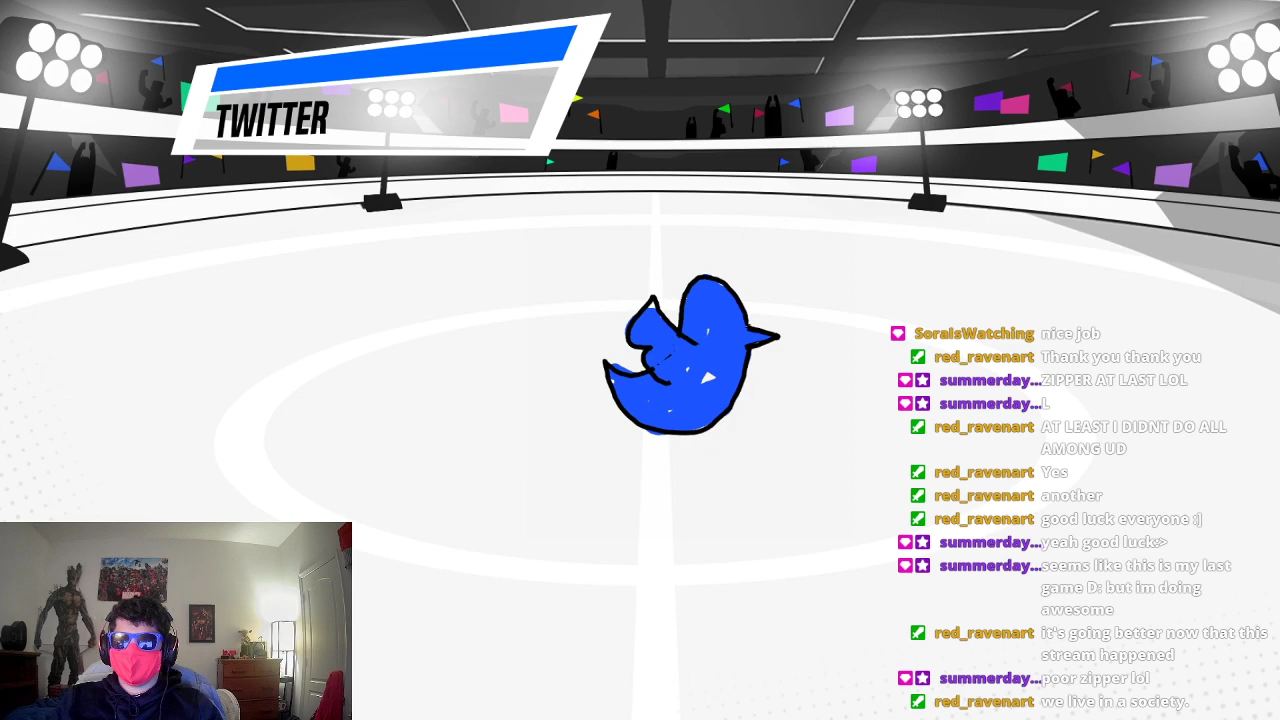 TWITTER
SoraIsWatching nice job
red_ravenart Thank you thank you
summerday... ZIPPER AT LAST LOL
summerday... L
red_ravenart AT LEAST I DIDNT DO ALL
AMONG UD
red_ravenart Yes
red_ravenart another
red_ravenart good luck everyone :]
summerday... yeah good luck:>
summerday... seems like this is my last
game D: but im doing
awesome
red_ravenart it's going better now that this
stream happened
summerday... poor zipper lol
red_ravenart we live in a society.